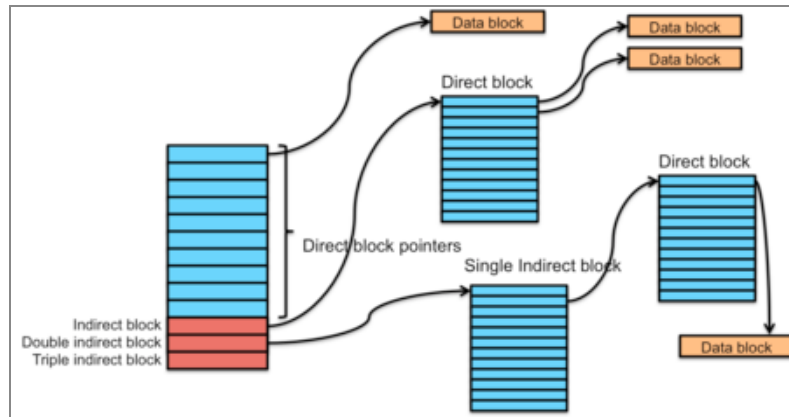 Data block
Data block
Data block
Direct block
Direct block
Direct block pointers
Single Indirect block
Indirect block
Double indirect block
Triple indirect block
Data block